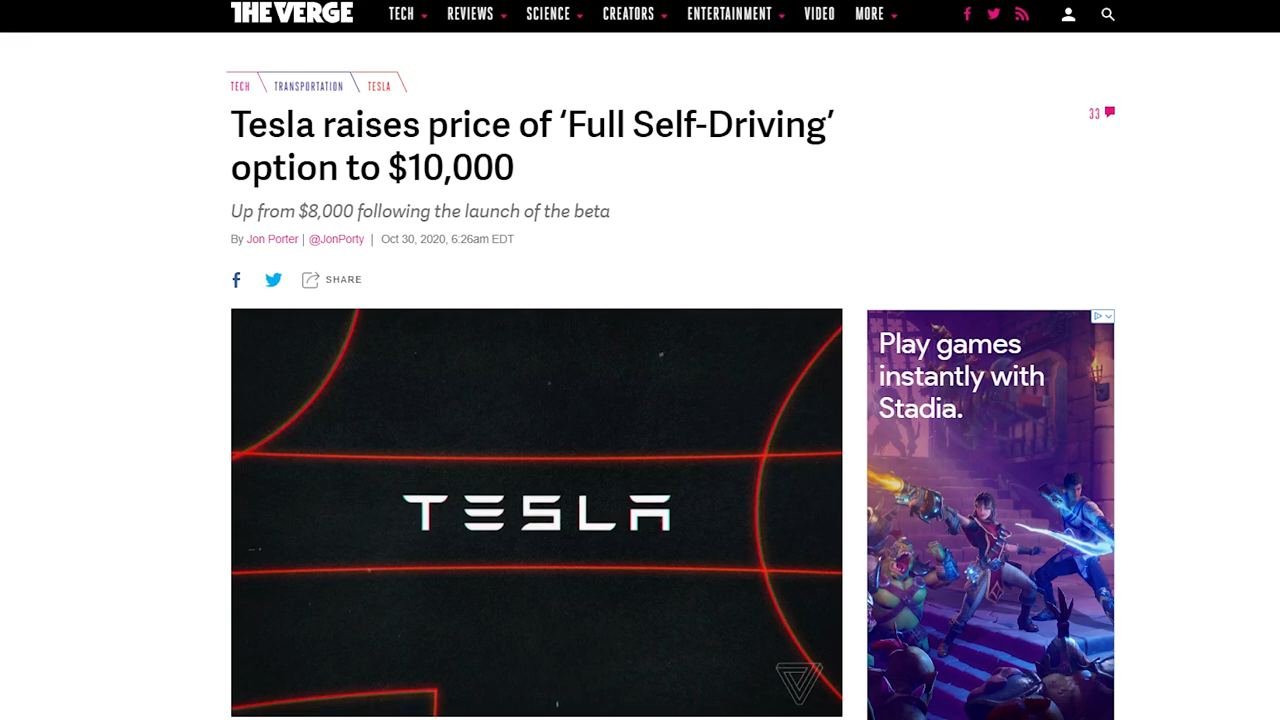 THE VERGE TECH REVIEWS SCIENCE CREATORS ENTERTAINMENT VIDEO MORE
TECH TRANSPORTATION TESLA
Tesla raises price of ‘Full Self-Driving’
option to $10,000
33
Up from $8,000 following the launch of the beta
By Jon Porter | @JonPorty | Oct 30, 2020, 6:26am EDT
SHARE
TESLA
Play games
instantly with
Stadia.